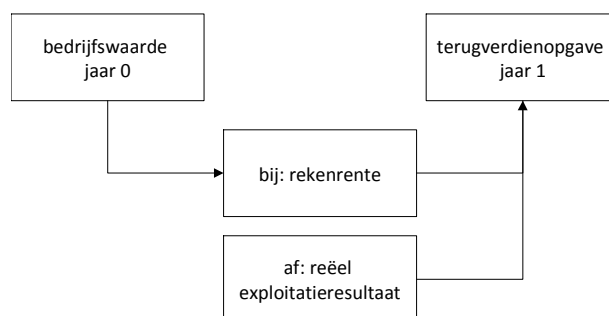 bedrijfswaarde
jaar 0
terugverdienopgave
jaar 1
bij: rekenrente
af: reëel
exploitatieresultaat